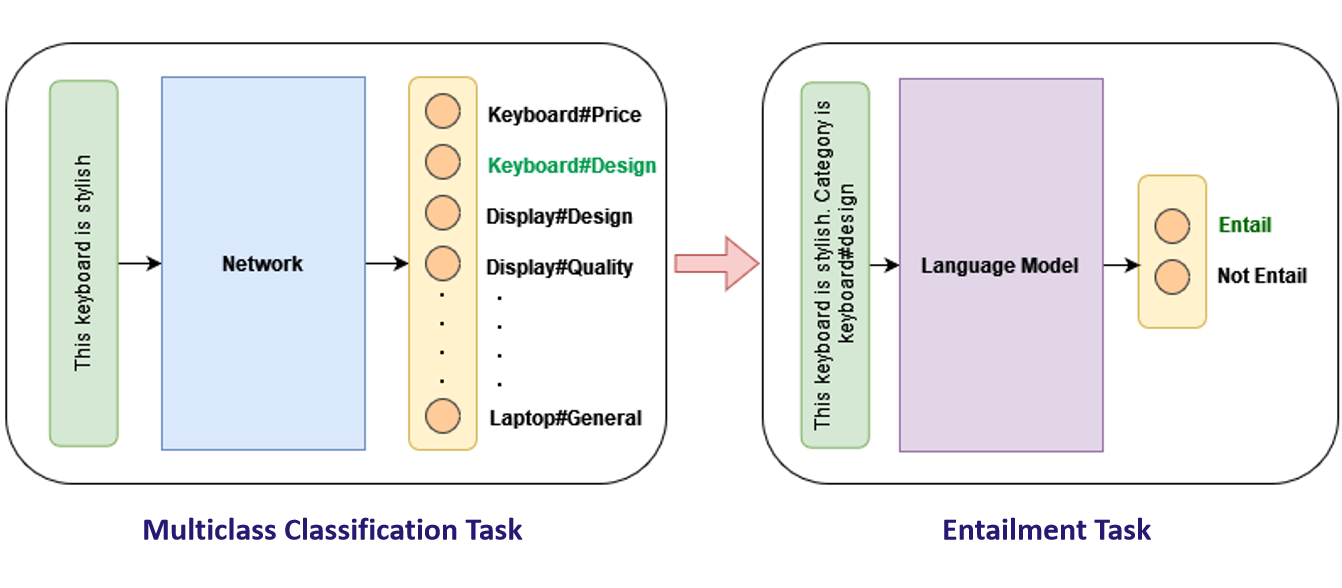 This keyboard is stylish
Network
Keyboard#Price
Keyboard#Design
Display#Design
Display#Quality
Laptop#General
Multiclass Classification Task
This keyboard is stylish. Category is
keyboard#design
Language Model
Entail
Not Entail
Entailment Task